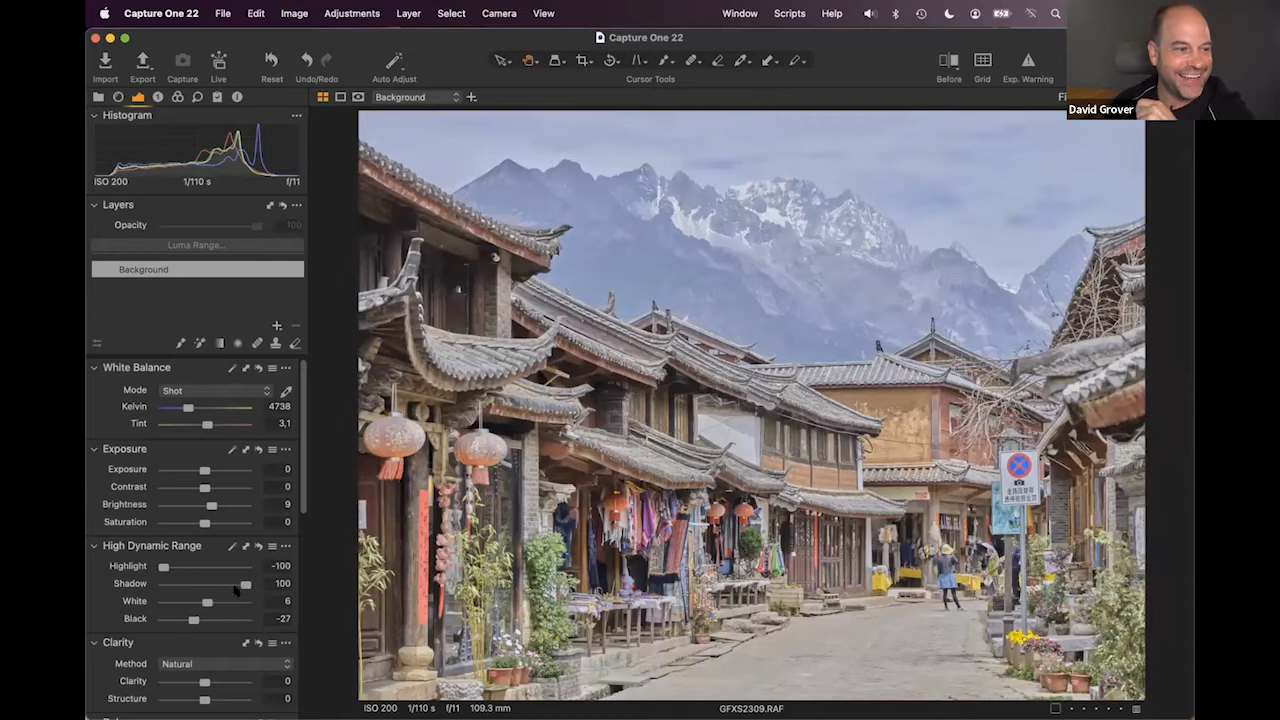 Capture One 22 File Edit Image Adjustments Layer Select Camera View Window Scripts Help
Capture One 22
Import Export Capture Live Reset Undo/Redo Auto Adjust Cursor Tools Before Grid Exp. Warning
David Grover
Background
Fi
Histogram
ISO 200 1/110 s f/11
Layers
Opacity 100
Luma Range...
Background
White Balance
Mode Shot
Kelvin 4738
Tint 3,1
Exposure
Exposure 0
Contrast 0
Brightness 9
Saturation 0
High Dynamic Range
Highlight -100
Shadow 100
White 6
Black -27
Clarity
Method Natural
Clarity 0
Structure 0
ISO 200 1/110 s f/11 109.3 mm GFXS2309.RAF